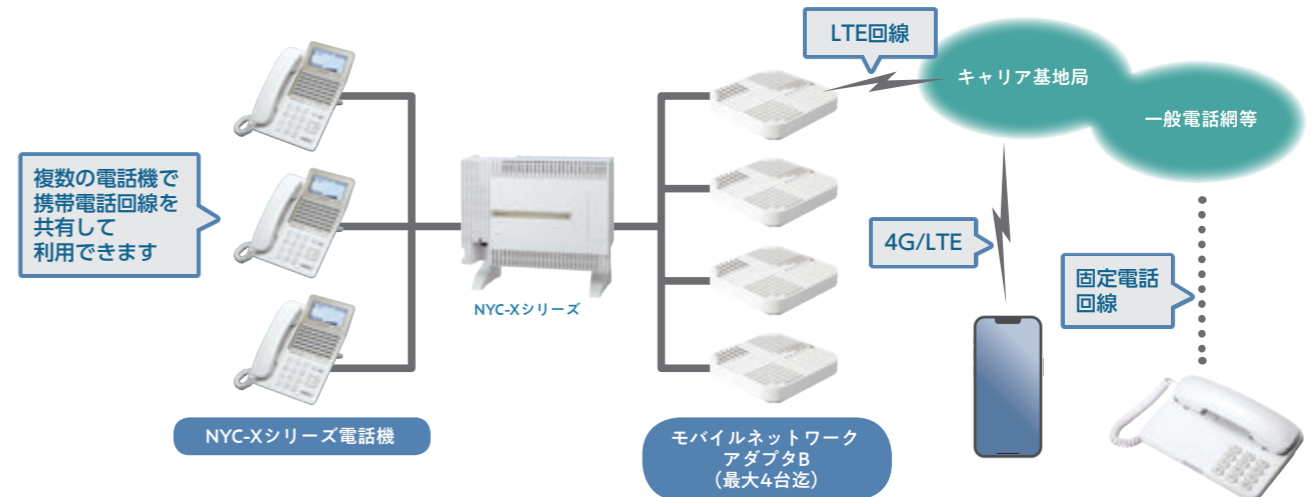 LTE回線
キャリア基地局
一般電話網等
複数の電話機で
携帯電話回線を
共有して
利用できます
4G/LTE
固定電話
回線
NYC-Xシリーズ
NYC-Xシリーズ電話機
モバイルネットワーク
アダプタB
（最大4台迄）